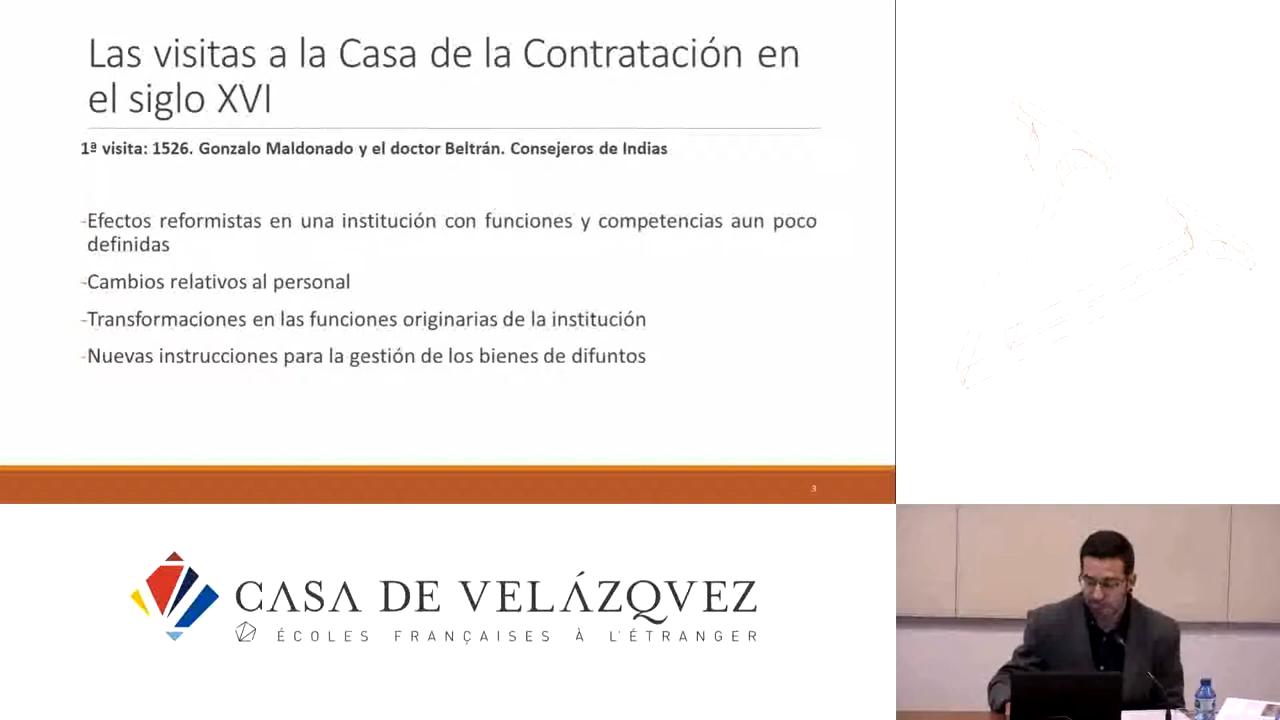 Las visitas a la Casa de la Contratación en
el siglo XVI
1ª visita: 1526. Gonzalo Maldonado y el doctor Beltrán. Consejeros de Indias
-Efectos reformistas en una institución con funciones y competencias aun poco
definidas
-Cambios relativos al personal
-Transformaciones en las funciones originarias de la institución
-Nuevas instrucciones para la gestión de los bienes de difuntos
3
CASA DE VELÁZQVEZ
ÉCOLES FRANÇAISES À L'ÉTRANGER